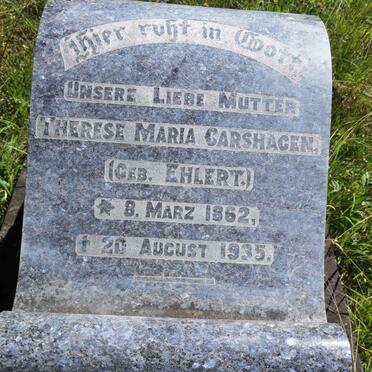 Hier ruht in Gott
UNSERE LIEBE MUTTER
THERESE MARIA CARSHAGEN.
(GEB. EHLERT.)
* 8. MARZ 1862,
† 20 AUGUST 1935.